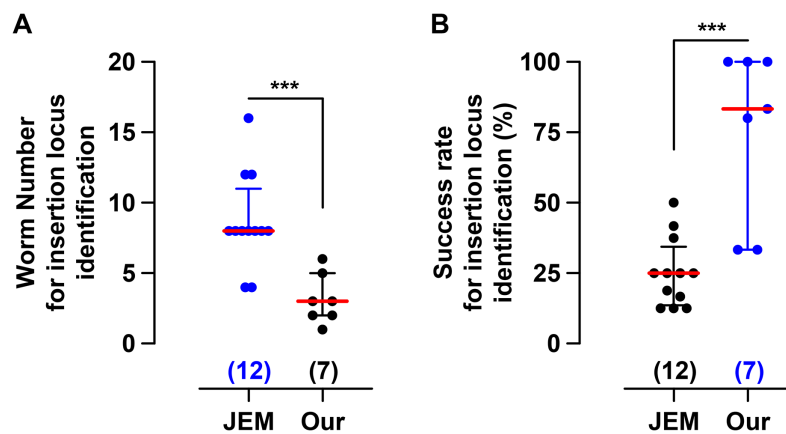 A
Worm Number
for insertion locus
identification
20
15
10
5
0
***
(12)
(7)
JEM
Our
B
Success rate
for insertion locus
identification (%)
100
75
50
25
0
***
(12)
(7)
JEM
Our